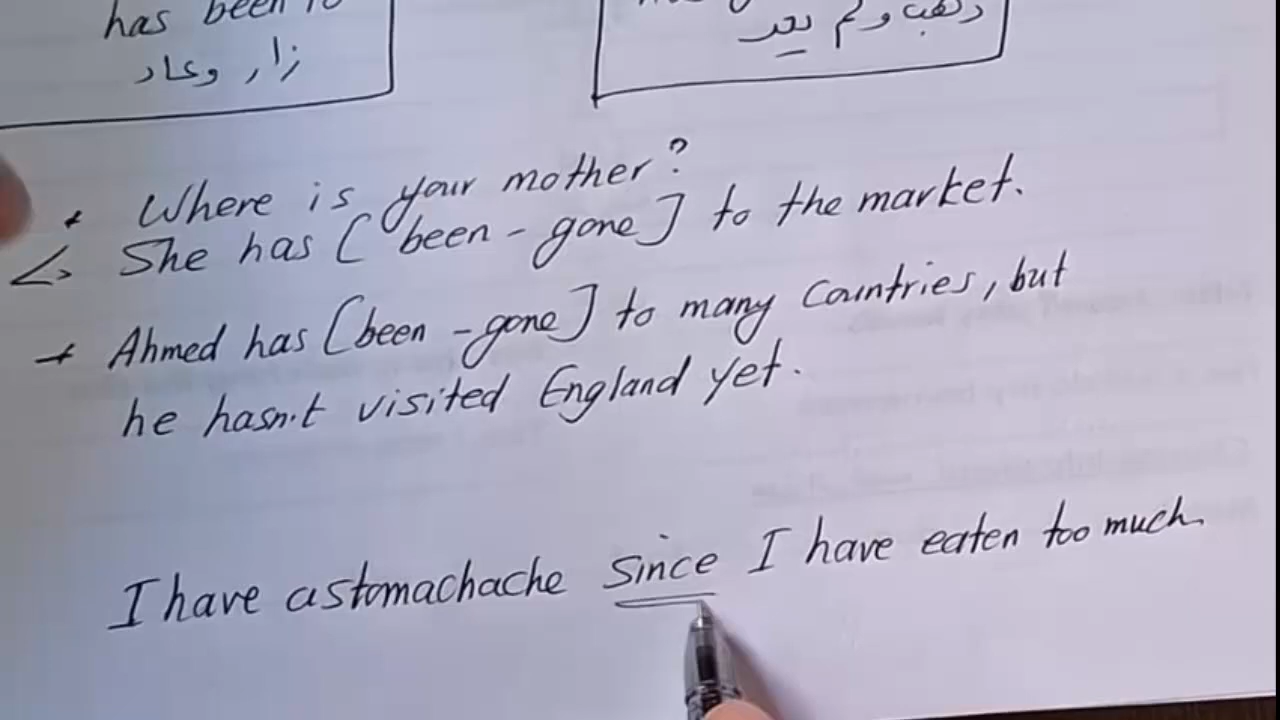 has been to
زار وعاد
ذهب ولم يعد
Where is your mother?
She has [been - gone] to the market.
Ahmed has [been - gone] to many countries, but
he hasn't visited England yet.
I have a stomachache since I have eaten too much.